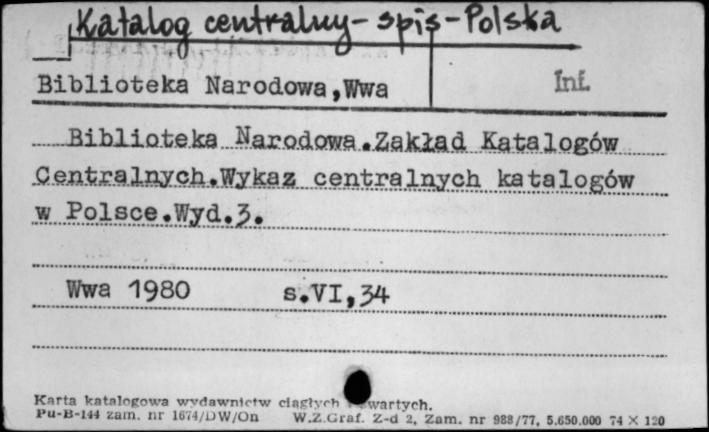 Katalog centralny - spis - Polska
Biblioteka Narodowa,Wwa
Inf.
Biblioteka Narodowa.Zakład Katalogów
Centralnych.Wykaz centralnych katalogów
w Polsce.Wyd.3.
Wwa 1980 s.VI,34
Karta katalogowa wydawnictw ciągłych wartych.
Pu-B-144 zam. nr 1674/DW/On W.Z.Graf. Z-d 2, Zam. nr 988/77, 5.650.000 74 X 120